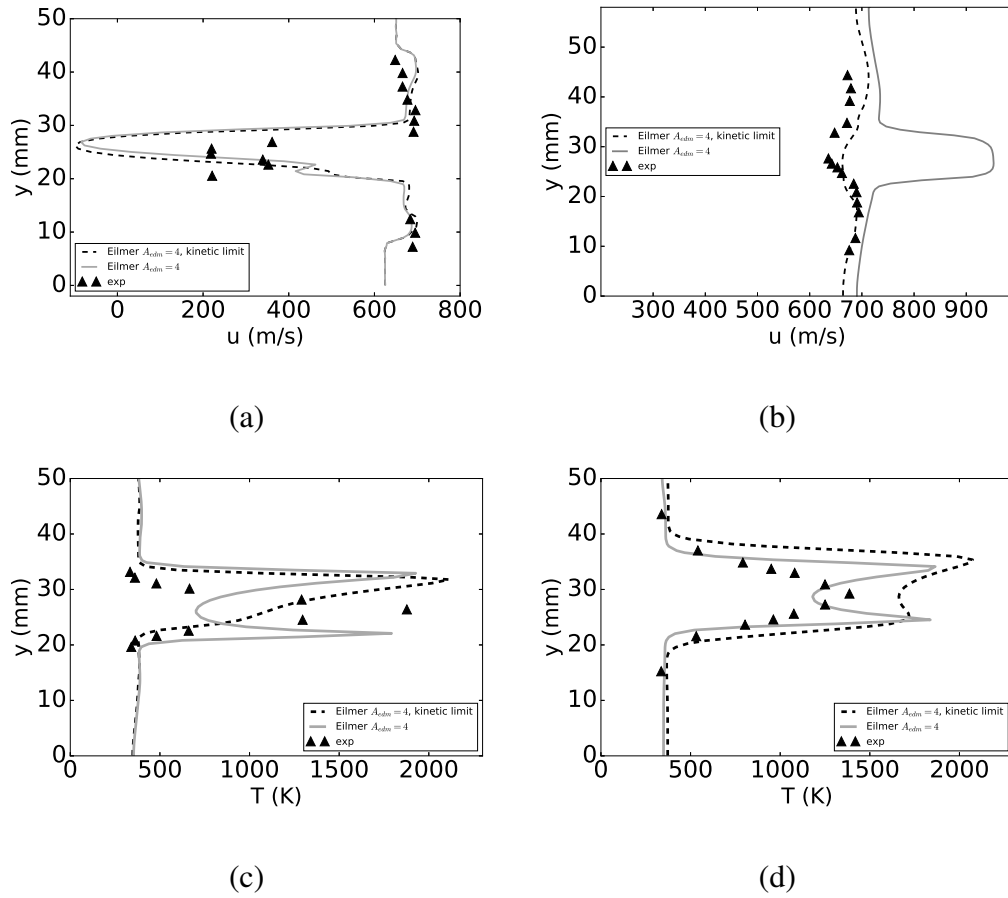 50
40
30
20
10
0
y (mm)
0 200 400 600 800
u (m/s)
Eilmer A_edm = 4, kinetic limit
Eilmer A_edm = 4
exp
(a)
50
40
30
20
10
0
y (mm)
300 400 500 600 700 800 900
u (m/s)
Eilmer A_edm = 4, kinetic limit
Eilmer A_edm = 4
exp
(b)
50
40
30
20
10
0
y (mm)
0 500 1000 1500 2000
T (K)
Eilmer A_edm = 4, kinetic limit
Eilmer A_edm = 4
exp
(c)
50
40
30
20
10
0
y (mm)
0 500 1000 1500 2000
T (K)
Eilmer A_edm = 4, kinetic limit
Eilmer A_edm = 4
exp
(d)